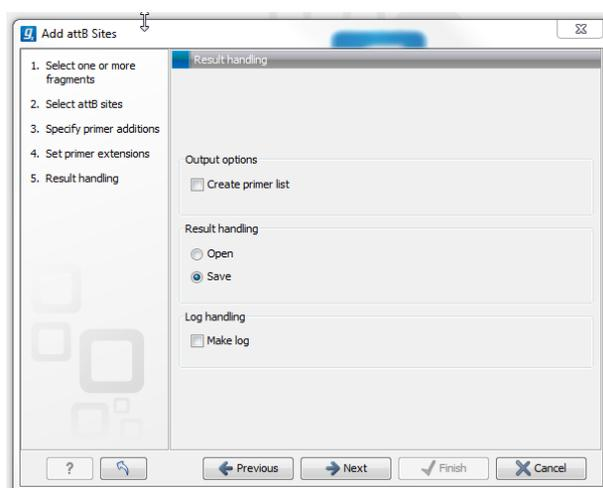 Add attB Sites
1. Select one or more
fragments
2. Select attB sites
3. Specify primer additions
4. Set primer extensions
5. Result handling
Result handling
Output options
Create primer list
Result handling
Open
Save
Log handling
Make log
?
Previous
Next
Finish
Cancel